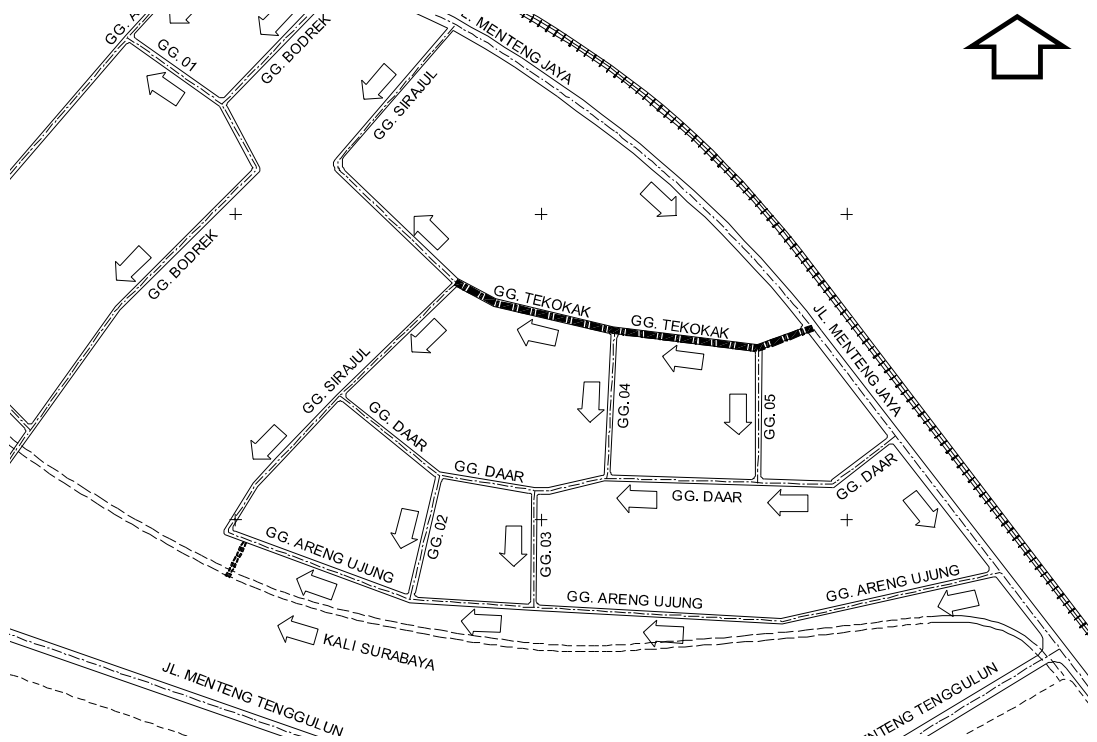 GG. 01
GG. BODREK
JL. MENTENG JAYA
GG. SIRAJUL
GG. BODREK
GG. TEKOKAK
GG. TEKOKAK
JL. MENTENG JAYA
GG. SIRAJUL
GG. 04
GG. 05
GG. DAAR
GG. DAAR
GG. DAAR
GG. DAAR
GG. 02
GG. 03
GG. ARENG UJUNG
GG. ARENG UJUNG
GG. ARENG UJUNG
KALI SURABAYA
JL. MENTENG TENGGULUN
MENTENG TENGGULUN